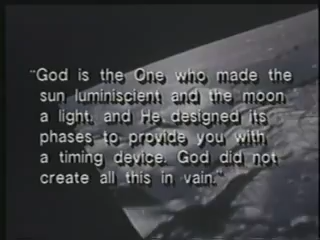 "God is the One who made the
sun luminiscient and the moon
a light, and He designed its
phases to provide you with
a timing device. God did not
create all this in vain."